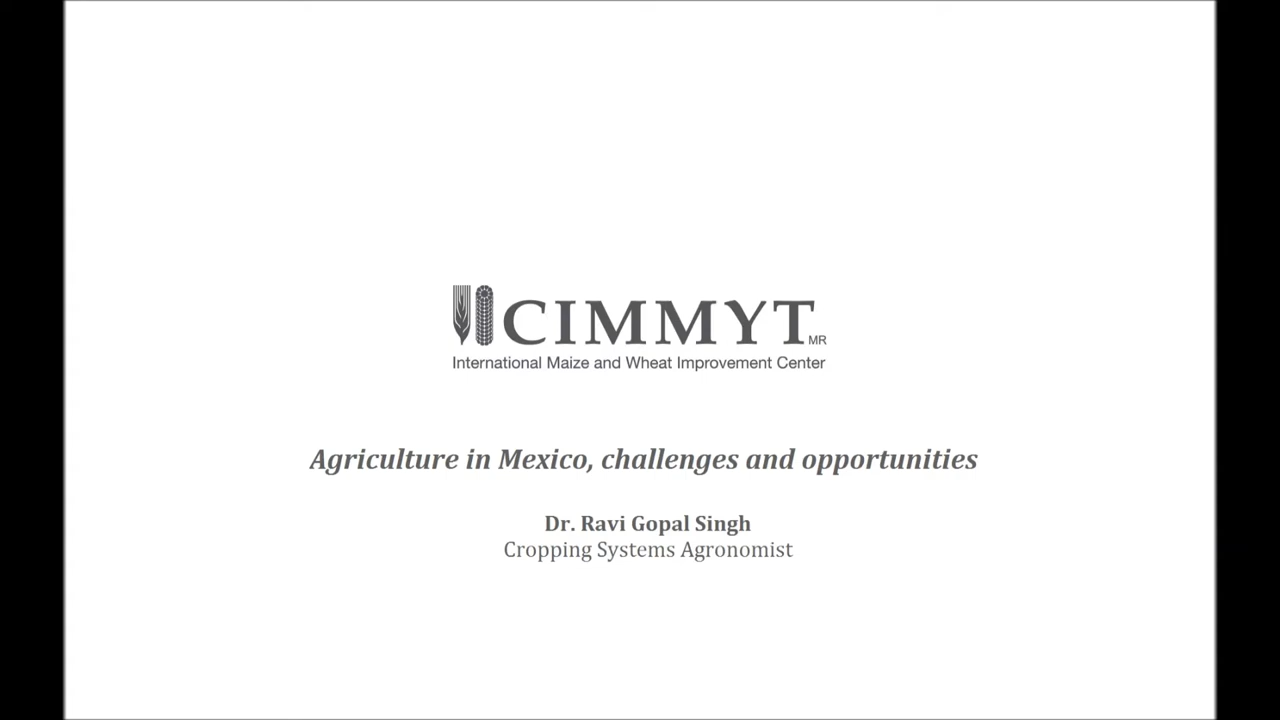 CIMMYT MR
International Maize and Wheat Improvement Center
Agriculture in Mexico, challenges and opportunities
Dr. Ravi Gopal Singh
Cropping Systems Agronomist